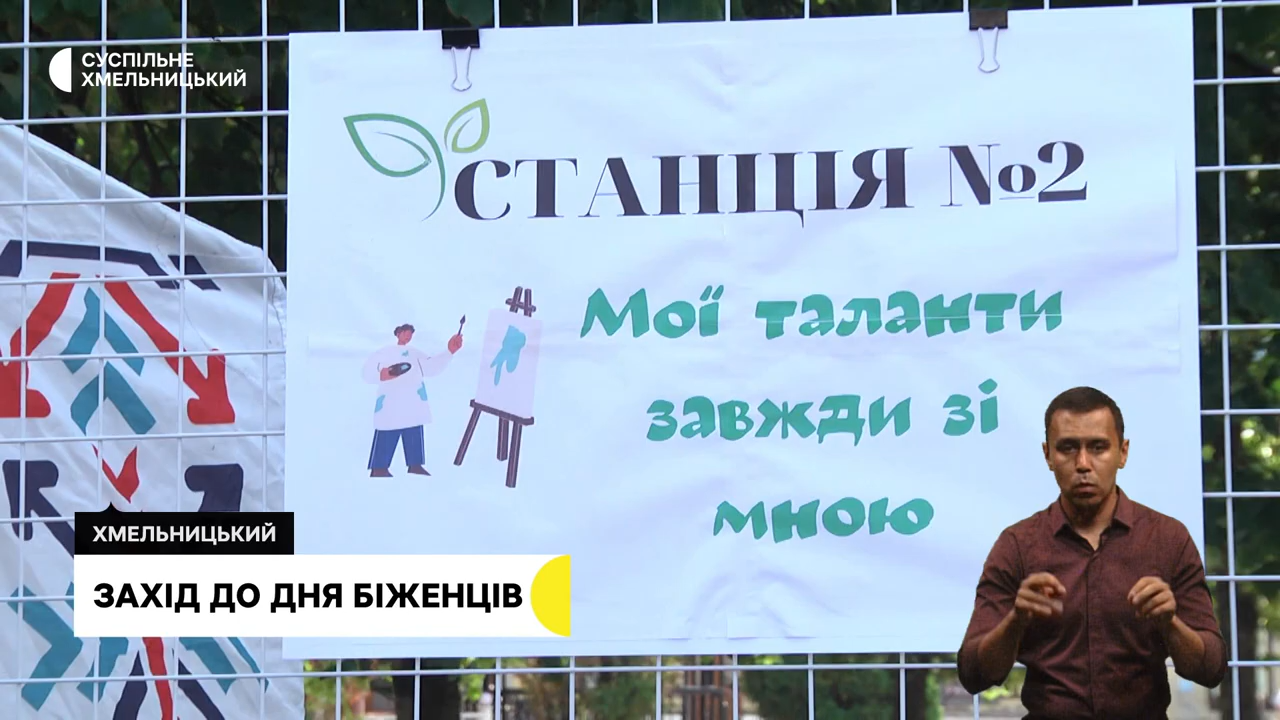 СУСПІЛЬНЕ
ХМЕЛЬНИЦЬКИЙ
СТАНЦІЯ №2
Мої таланти
завжди зі
мною
ХМЕЛЬНИЦЬКИЙ
ЗАХІД ДО ДНЯ БІЖЕНЦІВ